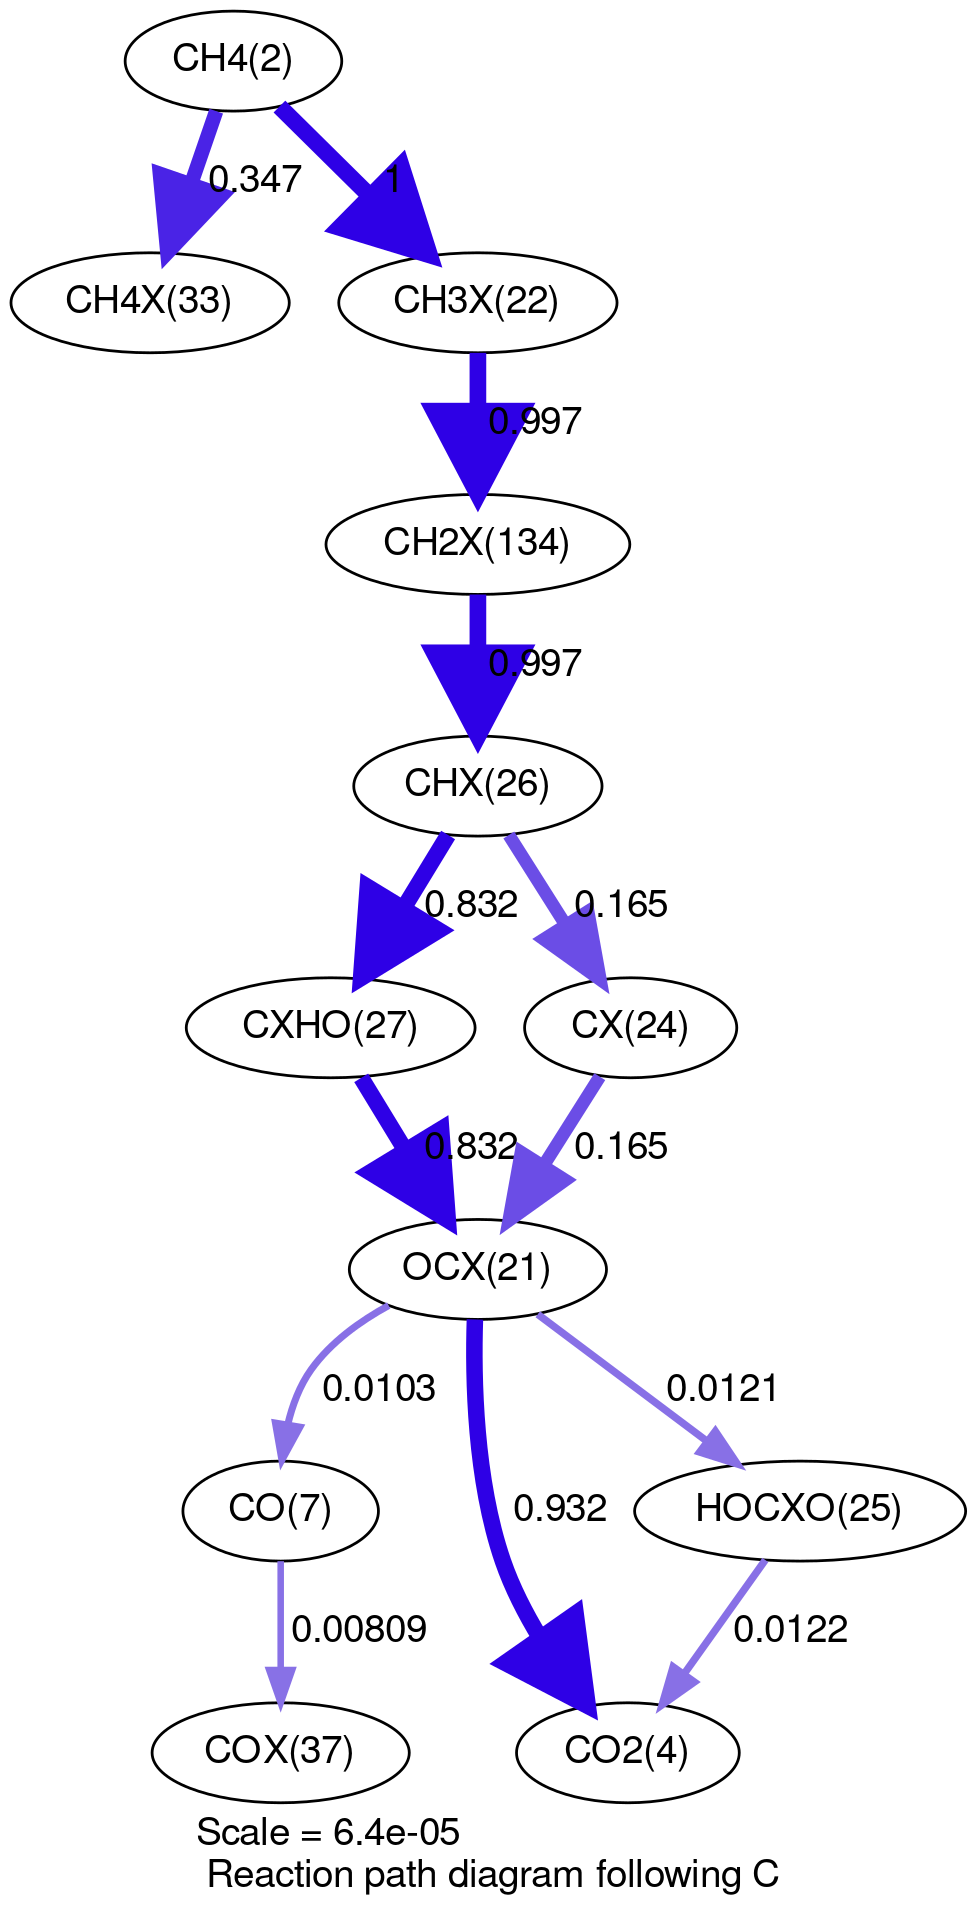 CH4(2)
0.347
1
CH4X(33)
CH3X(22)
0.997
CH2X(134)
0.997
CHX(26)
0.832
0.165
CXHO(27)
CX(24)
0.832
0.165
OCX(21)
0.0103
0.0121
CO(7)
0.932
HOCXO(25)
0.00809
0.0122
COX(37)
CO2(4)
Scale = 6.4e-05
Reaction path diagram following C